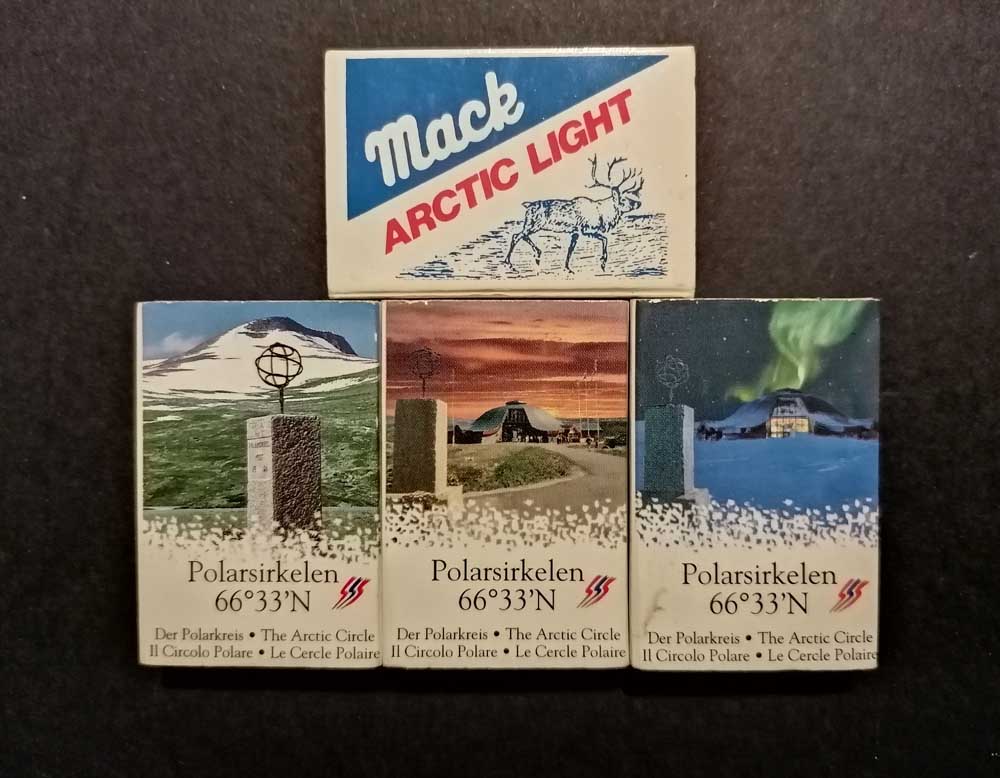 Mack
ARCTIC LIGHT
Polarsirkelen
66°33'N
Der Polarkreis • The Arctic Circle
Il Circolo Polare • Le Cercle Polaire
Polarsirkelen
66°33'N
Der Polarkreis • The Arctic Circle
Il Circolo Polare • Le Cercle Polaire
Polarsirkelen
66°33'N
Der Polarkreis • The Arctic Circle
Il Circolo Polare • Le Cercle Polaire